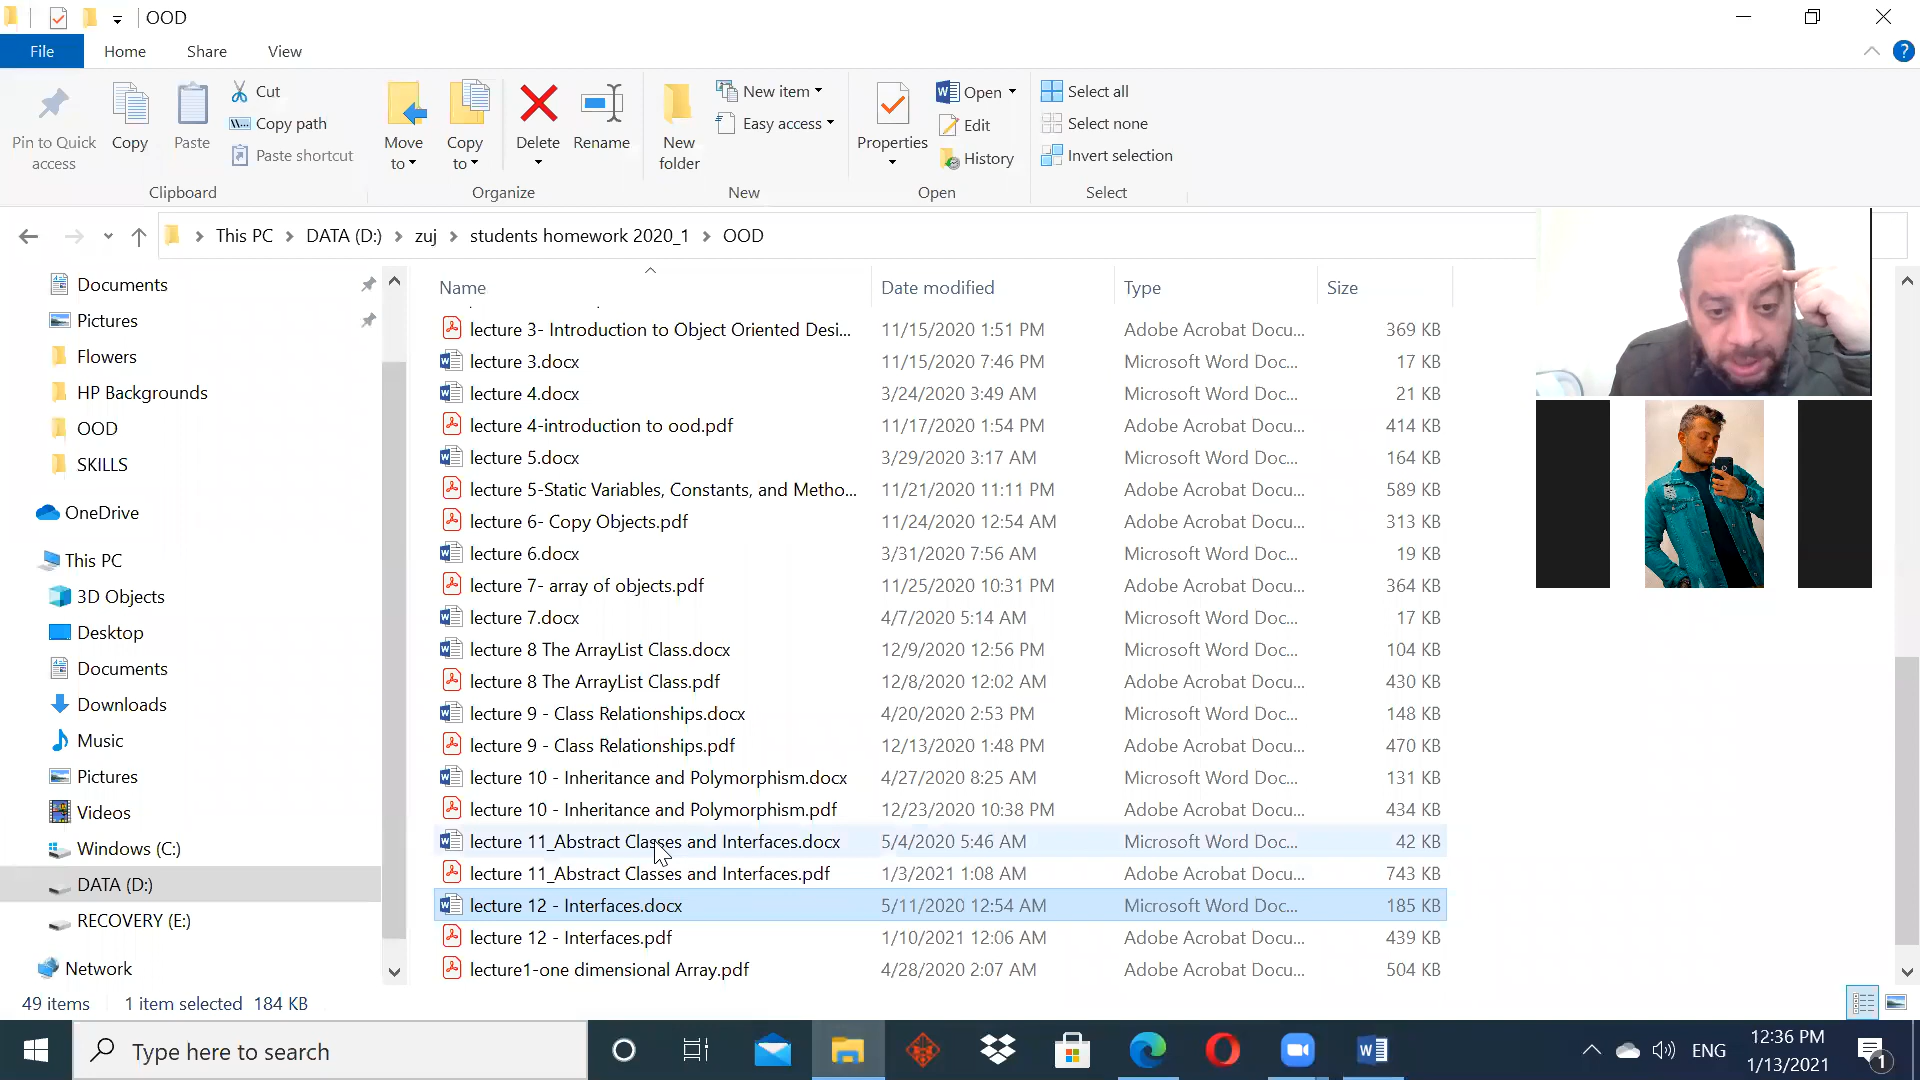 OOD
File Home Share View
Pin to Quick access
Copy
Paste
Cut
Copy path
Paste shortcut
Clipboard
Move to
Copy to
Delete
Rename
Organize
New folder
New item
Easy access
New
Properties
Open
Edit
History
Open
Select all
Select none
Invert selection
Select
This PC DATA (D:) zuj students homework 2020_1 OOD
Documents
Pictures
Flowers
HP Backgrounds
OOD
SKILLS
OneDrive
This PC
3D Objects
Desktop
Documents
Downloads
Music
Pictures
Videos
Windows (C:)
DATA (D:)
RECOVERY (E:)
Network
Name Date modified Type Size
lecture 3- Introduction to Object Oriented Desi... 11/15/2020 1:51 PM Adobe Acrobat Docu... 369 KB
lecture 3.docx 11/15/2020 7:46 PM Microsoft Word Doc... 17 KB
lecture 4.docx 3/24/2020 3:49 AM Microsoft Word Doc... 21 KB
lecture 4-introduction to ood.pdf 11/17/2020 1:54 PM Adobe Acrobat Docu... 414 KB
lecture 5.docx 3/29/2020 3:17 AM Microsoft Word Doc... 164 KB
lecture 5-Static Variables, Constants, and Metho... 11/21/2020 11:11 PM Adobe Acrobat Docu... 589 KB
lecture 6- Copy Objects.pdf 11/24/2020 12:54 AM Adobe Acrobat Docu... 313 KB
lecture 6.docx 3/31/2020 7:56 AM Microsoft Word Doc... 19 KB
lecture 7- array of objects.pdf 11/25/2020 10:31 PM Adobe Acrobat Docu... 364 KB
lecture 7.docx 4/7/2020 5:14 AM Microsoft Word Doc... 17 KB
lecture 8 The ArrayList Class.docx 12/9/2020 12:56 PM Microsoft Word Doc... 104 KB
lecture 8 The ArrayList Class.pdf 12/8/2020 12:02 AM Adobe Acrobat Docu... 430 KB
lecture 9 - Class Relationships.docx 4/20/2020 2:53 PM Microsoft Word Doc... 148 KB
lecture 9 - Class Relationships.pdf 12/13/2020 1:48 PM Adobe Acrobat Docu... 470 KB
lecture 10 - Inheritance and Polymorphism.docx 4/27/2020 8:25 AM Microsoft Word Doc... 131 KB
lecture 10 - Inheritance and Polymorphism.pdf 12/23/2020 10:38 PM Adobe Acrobat Docu... 434 KB
lecture 11_Abstract Classes and Interfaces.docx 5/4/2020 5:46 AM Microsoft Word Doc... 42 KB
lecture 11_Abstract Classes and Interfaces.pdf 1/3/2021 1:08 AM Adobe Acrobat Docu... 743 KB
lecture 12 - Interfaces.docx 5/11/2020 12:54 AM Microsoft Word Doc... 185 KB
lecture 12 - Interfaces.pdf 1/10/2021 12:06 AM Adobe Acrobat Docu... 439 KB
lecture1-one dimensional Array.pdf 4/28/2020 2:07 AM Adobe Acrobat Docu... 504 KB
49 items 1 item selected 184 KB
Type here to search
ENG
12:36 PM
1/13/2021
1